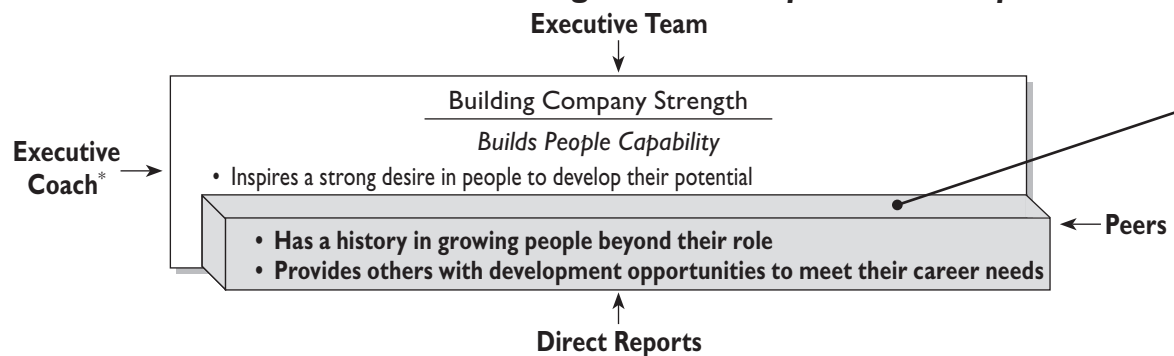 Executive Team
Building Company Strength
Builds People Capability
Executive
Coach*
• Inspires a strong desire in people to develop their potential
Peers
• Has a history in growing people beyond their role
• Provides others with development opportunities to meet their career needs
Direct Reports